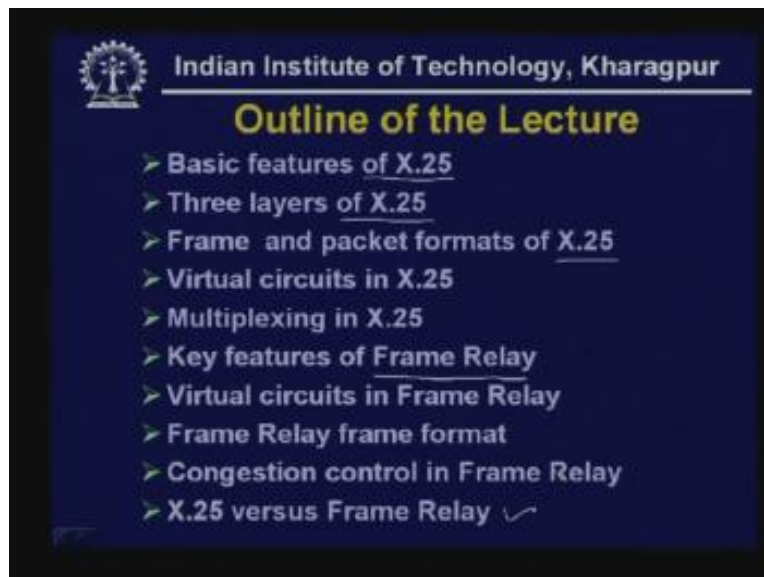 Indian Institute of Technology, Kharagpur
Outline of the Lecture
➢ Basic features of X.25
➢ Three layers of X.25
➢ Frame and packet formats of X.25
➢ Virtual circuits in X.25
➢ Multiplexing in X.25
➢ Key features of Frame Relay
➢ Virtual circuits in Frame Relay
➢ Frame Relay frame format
➢ Congestion control in Frame Relay
➢ X.25 versus Frame Relay